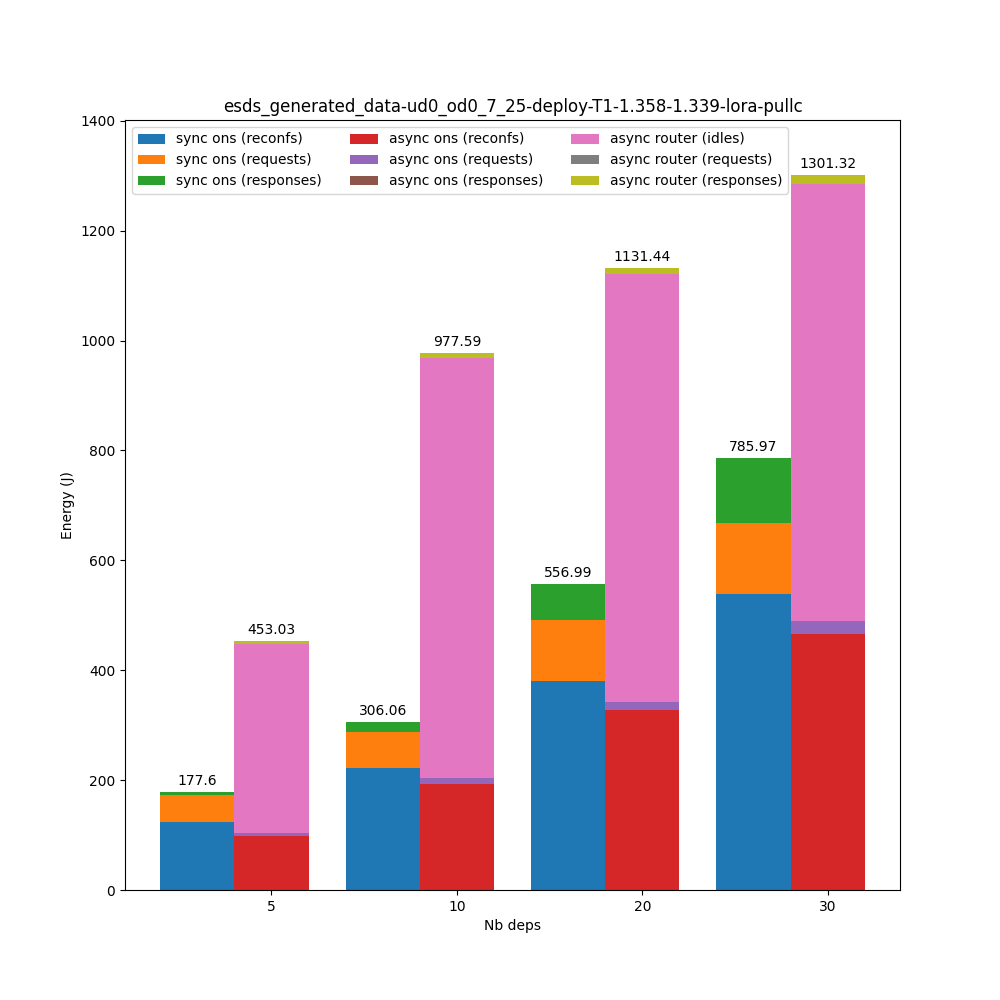 esds_generated_data-ud0_od0_7_25-deploy-T1-1.358-1.339-lora-pullc
sync ons (reconfs) async ons (reconfs) async router (idles)
sync ons (requests) async ons (requests) async router (requests)
sync ons (responses) async ons (responses) async router (responses)
1400
1200
1000
800
600
400
200
0
Energy (J)
177.6
453.03
306.06
977.59
556.99
1131.44
785.97
1301.32
5 10 20 30
Nb deps